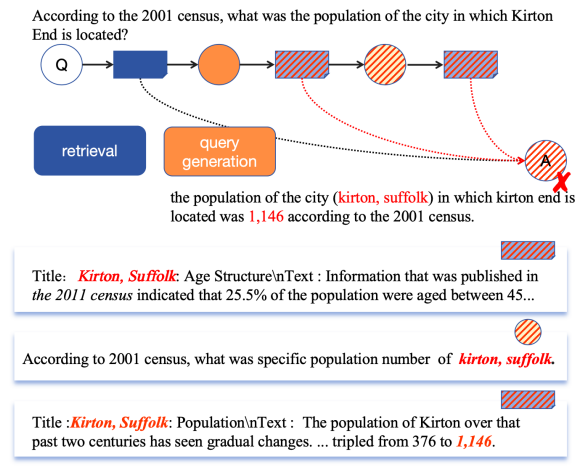 According to the 2001 census, what was the population of the city in which Kirton
End is located?
Q
retrieval
query
generation
A
the population of the city (kirton, suffolk) in which kirton end is
located was 1,146 according to the 2001 census.
Title: Kirton, Suffolk: Age Structure\nText : Information that was published in
the 2011 census indicated that 25.5% of the population were aged between 45...
According to 2001 census, what was specific population number of kirton, suffolk.
Title :Kirton, Suffolk: Population\nText : The population of Kirton over that
past two centuries has seen gradual changes. ... tripled from 376 to 1,146.